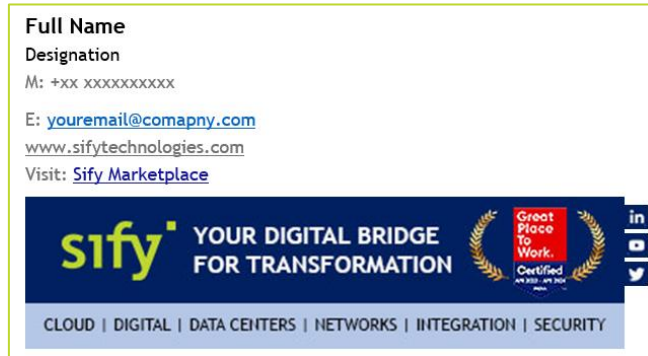 Full Name
Designation
M: +xx xxxxxxxxxx
E: youremail@comapny.com
www.sifytechnologies.com
Visit: Sify Marketplace
sify
YOUR DIGITAL BRIDGE
FOR TRANSFORMATION
Great
Place
To
Work.
Certified
in
CLOUD | DIGITAL | DATA CENTERS | NETWORKS | INTEGRATION | SECURITY